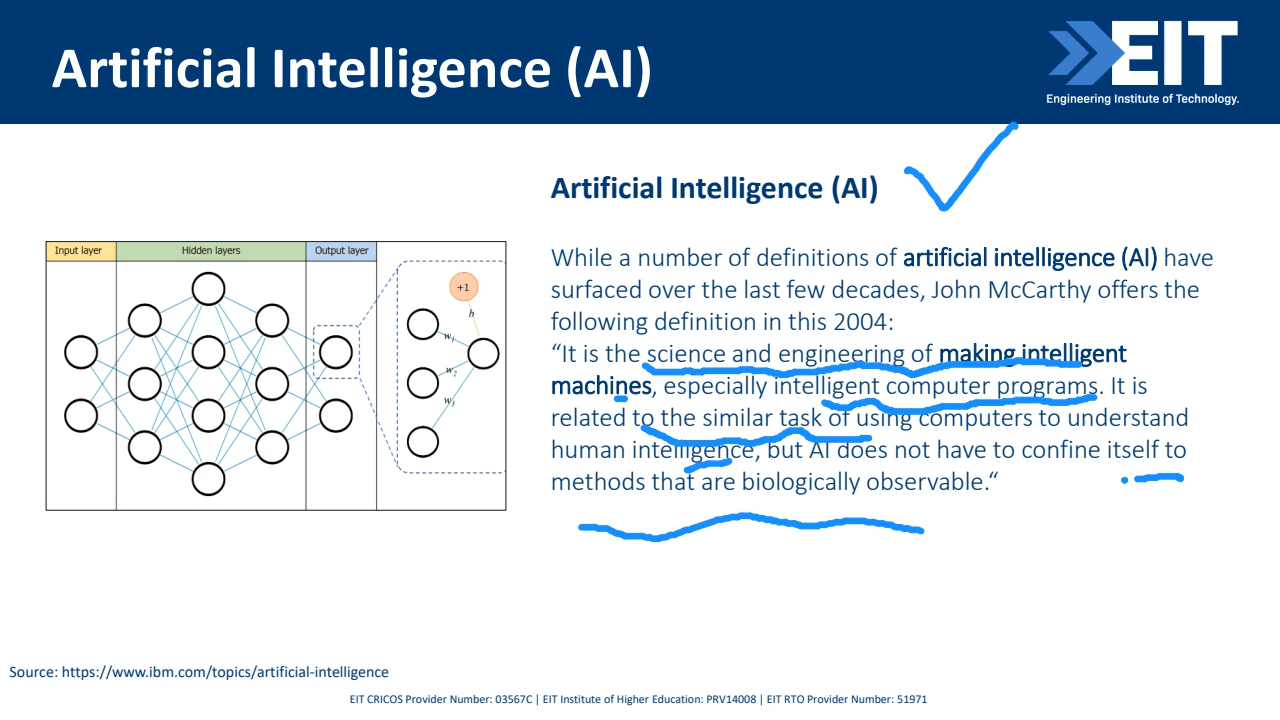 Artificial Intelligence (AI)
EIT
Engineering Institute of Technology.
Artificial Intelligence (AI)
Input layer
Hidden layers
Output layer
+1
b
w1
w2
w3
While a number of definitions of artificial intelligence (AI) have
surfaced over the last few decades, John McCarthy offers the
following definition in this 2004:
“It is the science and engineering of making intelligent
machines, especially intelligent computer programs. It is
related to the similar task of using computers to understand
human intelligence, but AI does not have to confine itself to
methods that are biologically observable.“
Source: https://www.ibm.com/topics/artificial-intelligence
EIT CRICOS Provider Number: 03567C | EIT Institute of Higher Education: PRV14008 | EIT RTO Provider Number: 51971